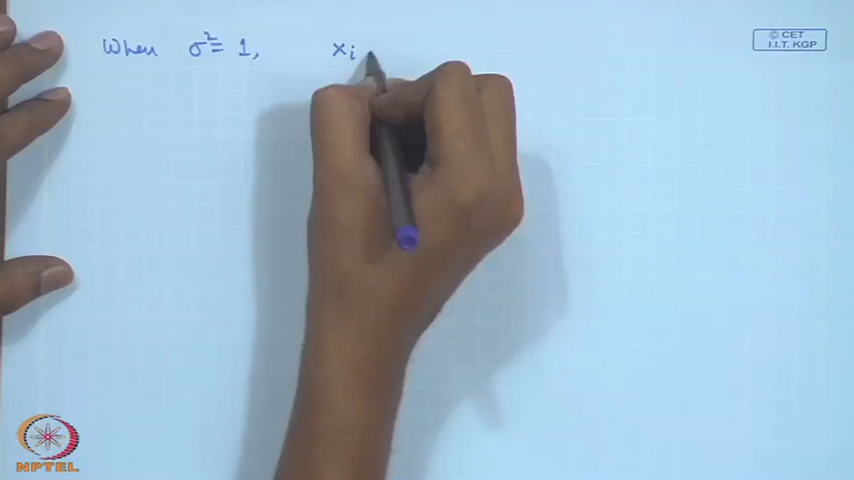 When σ² = 1, xi
© CET
I.I.T. KGP
NPTEL